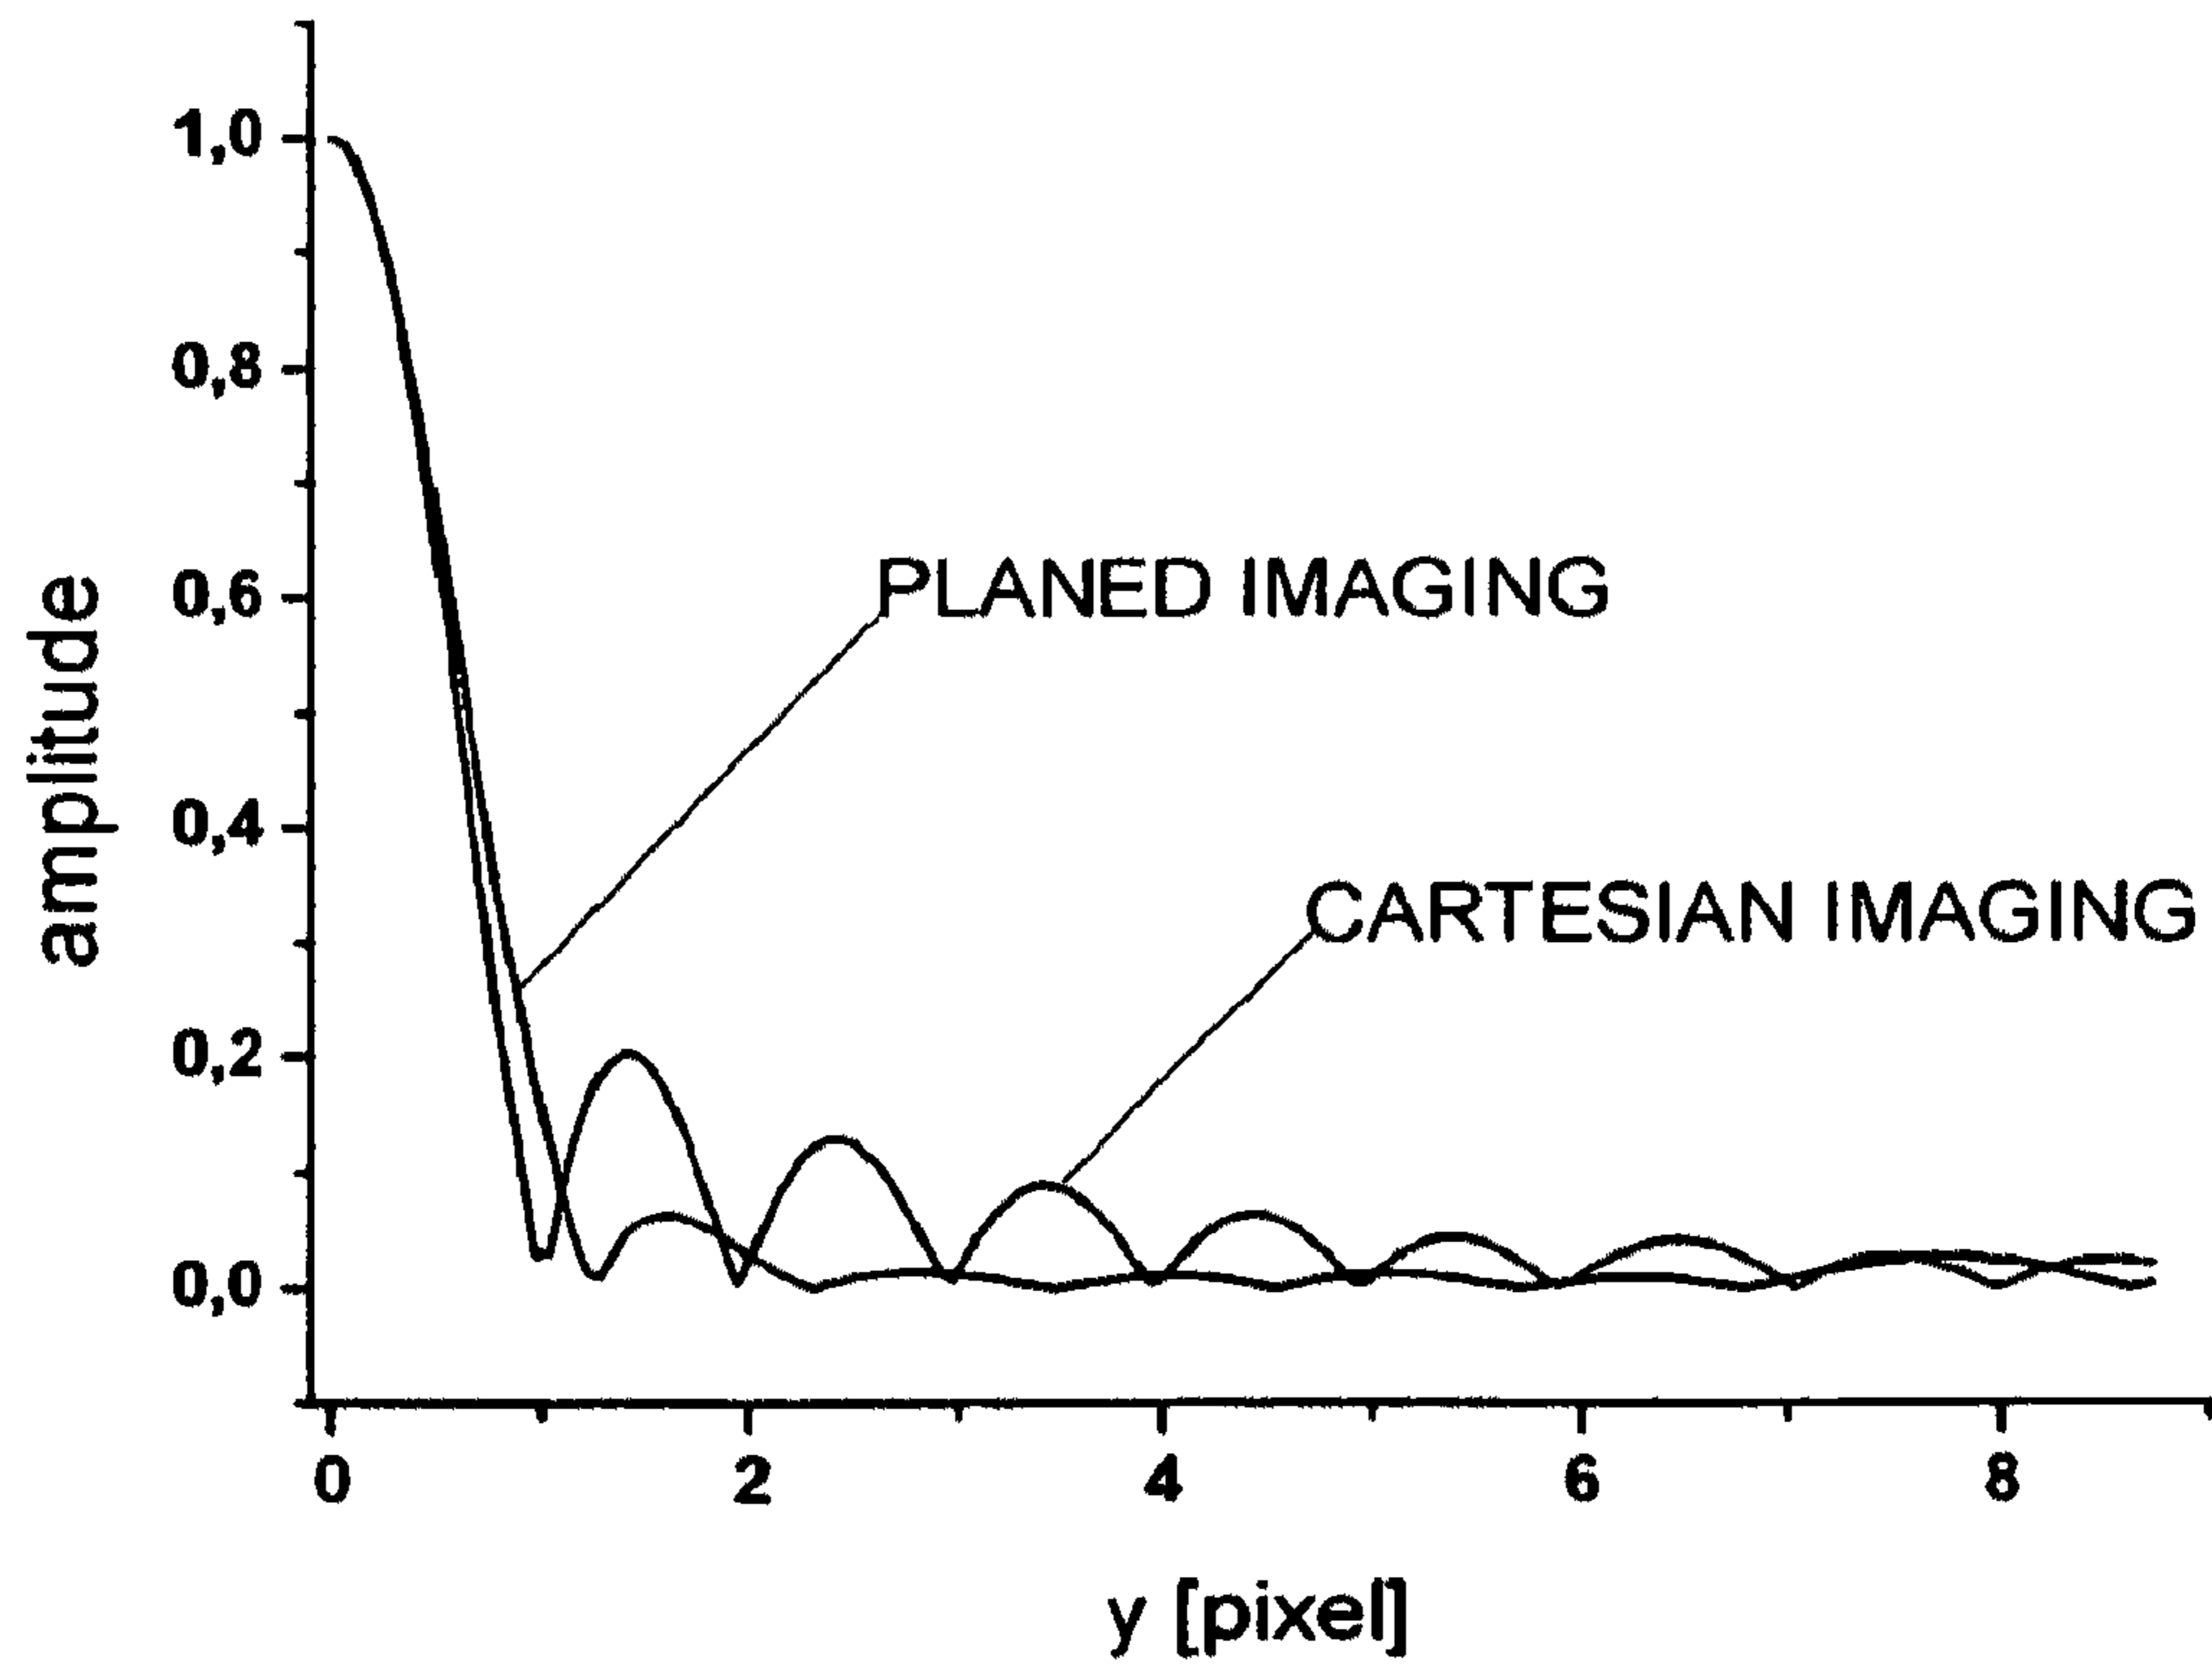 1,0
0,8
0,6
0,4
0,2
0,0
amplitude
PLANED IMAGING
CARTESIAN IMAGING
0 2 4 6 8
y [pixel]